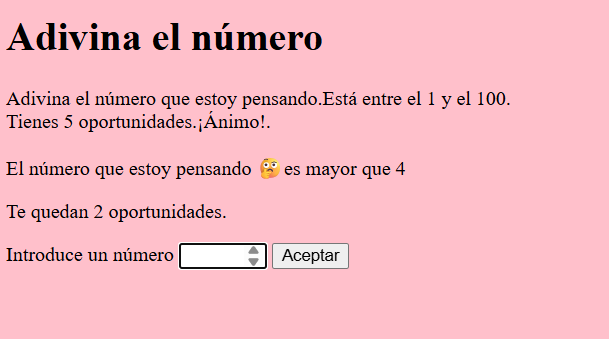 Adivina el número
Adivina el número que estoy pensando.Está entre el 1 y el 100.
Tienes 5 oportunidades.¡Ánimo!.
El número que estoy pensando 🤔 es mayor que 4
Te quedan 2 oportunidades.
Introduce un número Aceptar